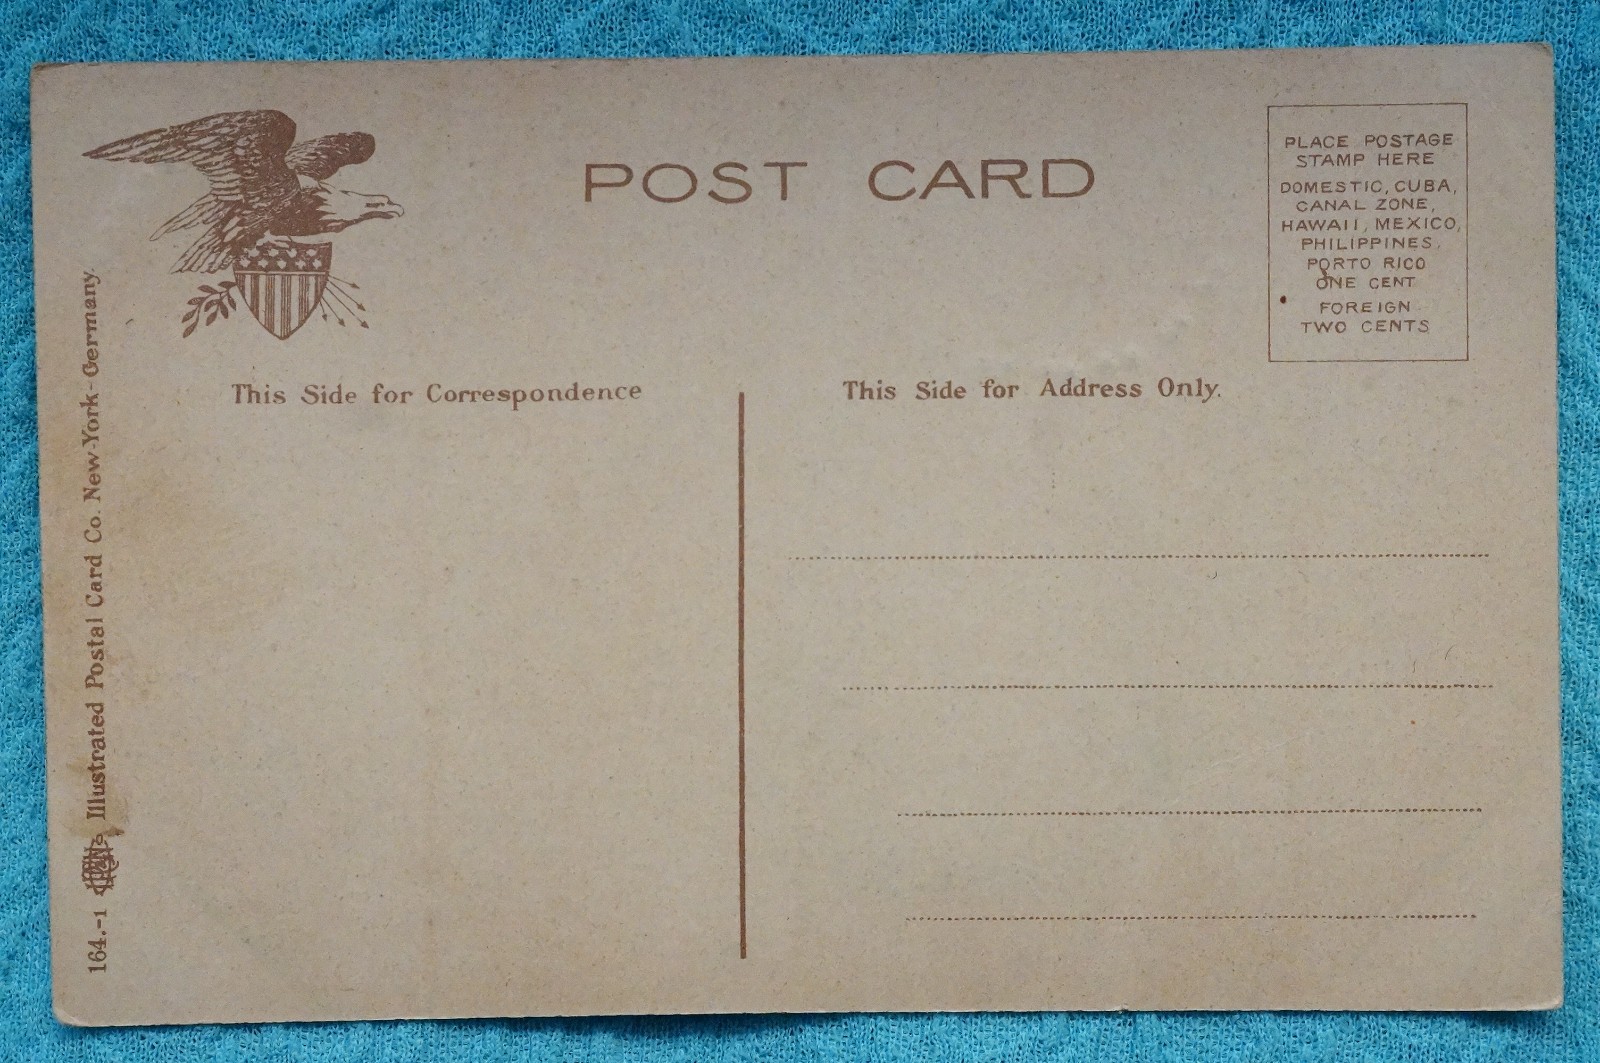 POST CARD
PLACE POSTAGE
STAMP HERE
DOMESTIC, CUBA,
CANAL ZONE,
HAWAII, MEXICO,
PHILIPPINES,
PORTO RICO
ONE CENT
FOREIGN
TWO CENTS
This Side for Correspondence
This Side for Address Only.
164.-1 Illustrated Postal Card Co. New-York-Germany.